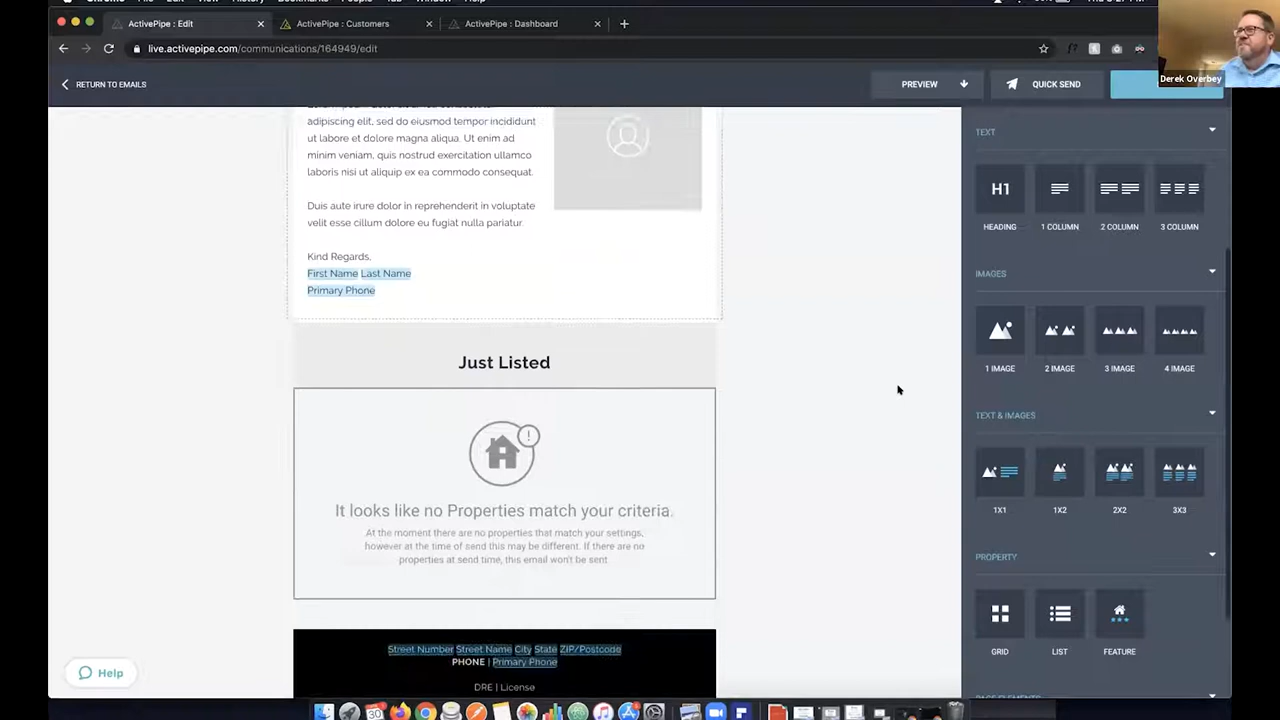 ActivePipe : Edit
ActivePipe : Customers
ActivePipe : Dashboard
live.activepipe.com/communications/164949/edit
Derek Overbey
RETURN TO EMAILS
PREVIEW
QUICK SEND
adipiscing elit, sed do eiusmod tempor incididunt
ut labore et dolore magna aliqua. Ut enim ad
minim veniam, quis nostrud exercitation ullamco
laboris nisi ut aliquip ex ea commodo consequat.
Duis aute irure dolor in reprehenderit in voluptate
velit esse cillum dolore eu fugiat nulla pariatur.
Kind Regards,
First Name Last Name
Primary Phone
Just Listed
It looks like no Properties match your criteria.
At the moment there are no properties that match your settings,
however at the time of send this may be different. If there are no
properties at send time, this email won't be sent.
Street Number Street Name City State ZIP/Postcode
PHONE | Primary Phone
DRE | License
Help
TEXT
H1
HEADING
1 COLUMN
2 COLUMN
3 COLUMN
IMAGES
1 IMAGE
2 IMAGE
3 IMAGE
4 IMAGE
TEXT & IMAGES
1X1
1X2
2X2
3X3
PROPERTY
GRID
LIST
FEATURE
30